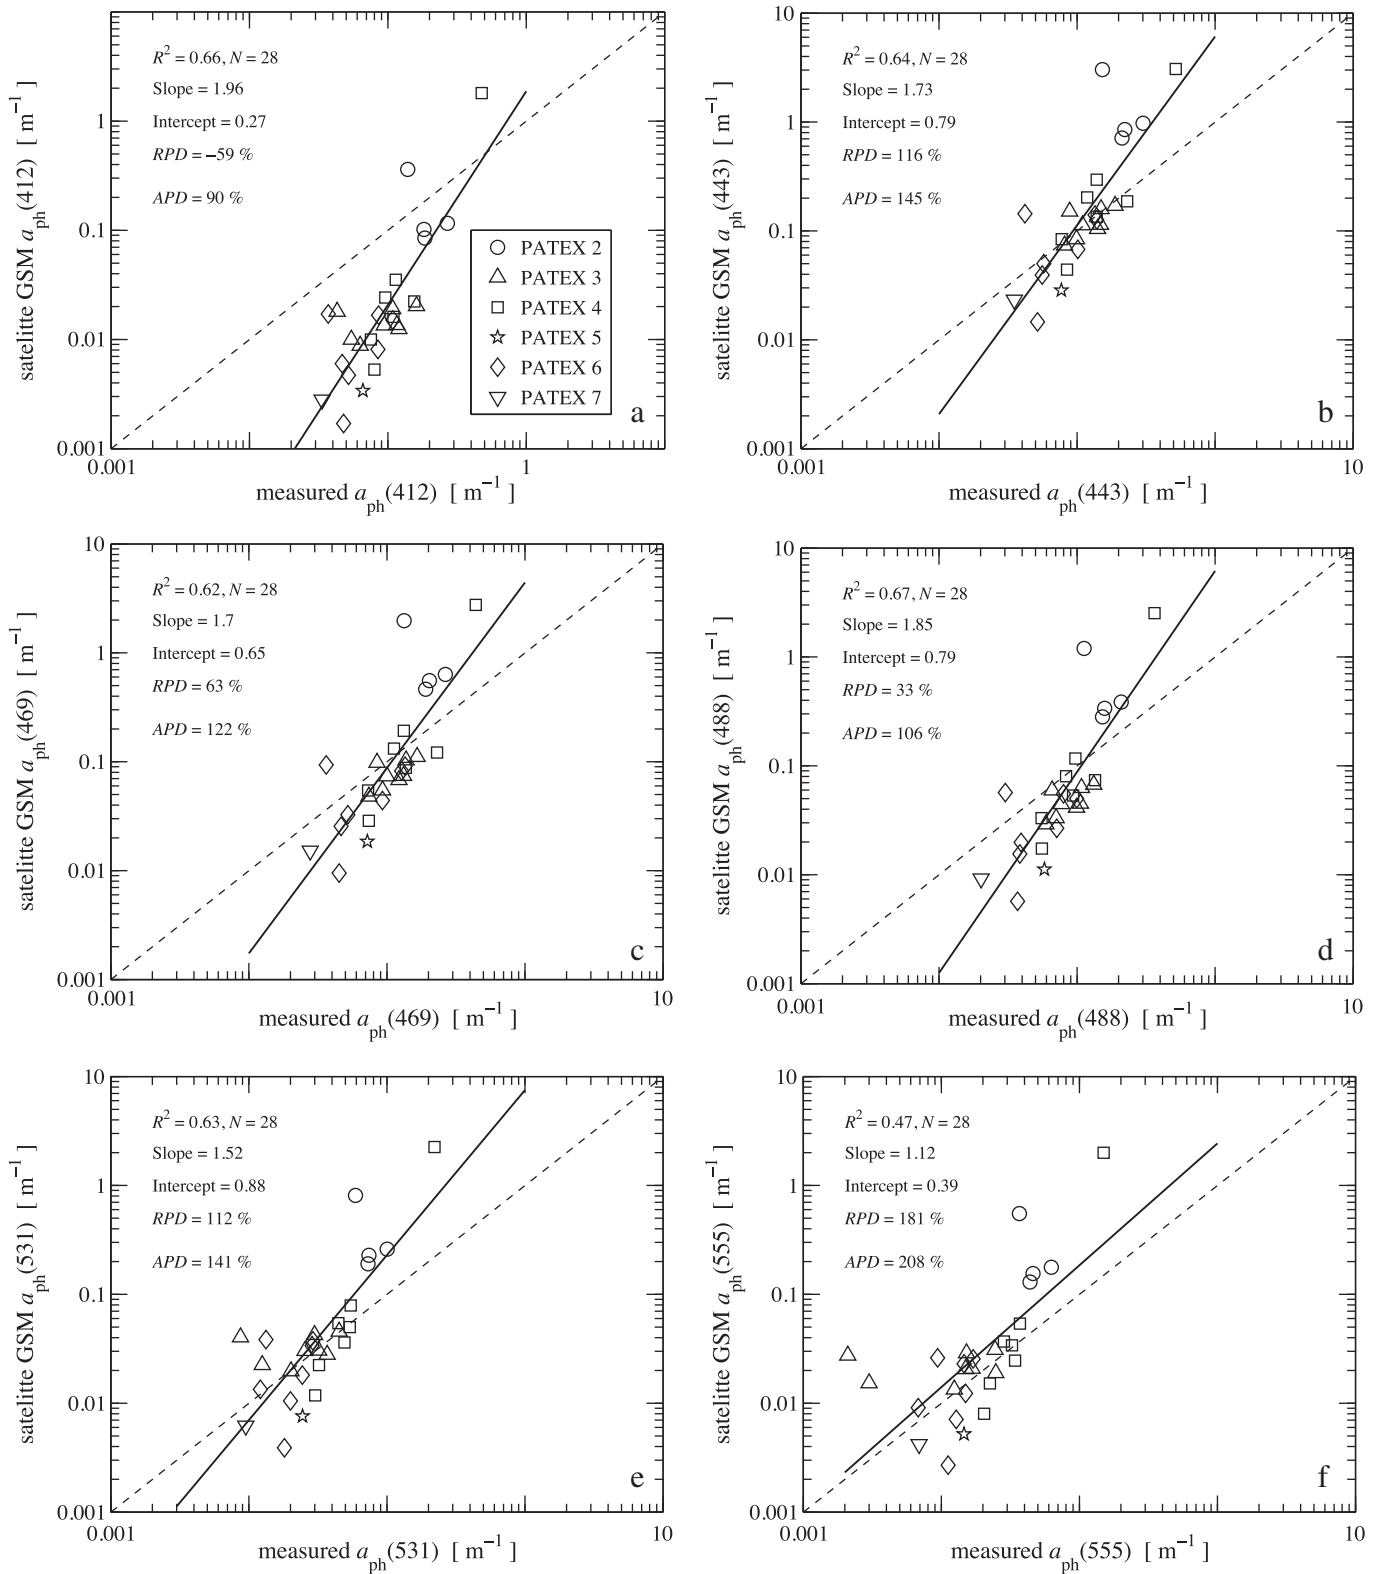 R² = 0.66, N = 28
Slope = 1.96
Intercept = 0.27
RPD = −59 %
APD = 90 %
1
0.1
0.01
0.001
satelitte GSM aph(412) [ m−1 ]
PATEX 2
PATEX 3
PATEX 4
PATEX 5
PATEX 6
PATEX 7
a
0.001 1
measured aph(412) [ m−1 ]
10
1
0.1
0.01
0.001
satelitte GSM aph(443) [ m−1 ]
R² = 0.64, N = 28
Slope = 1.73
Intercept = 0.79
RPD = 116 %
APD = 145 %
b
0.001 10
measured aph(443) [ m−1 ]
10
1
0.1
0.01
0.001
satelitte GSM aph(469) [ m−1 ]
R² = 0.62, N = 28
Slope = 1.7
Intercept = 0.65
RPD = 63 %
APD = 122 %
c
0.001 10
measured aph(469) [ m−1 ]
10
1
0.1
0.01
0.001
satelitte GSM aph(488) [ m−1 ]
R² = 0.67, N = 28
Slope = 1.85
Intercept = 0.79
RPD = 33 %
APD = 106 %
d
0.001 10
measured aph(488) [ m−1 ]
10
1
0.1
0.01
0.001
satelitte GSM aph(531) [ m−1 ]
R² = 0.63, N = 28
Slope = 1.52
Intercept = 0.88
RPD = 112 %
APD = 141 %
e
0.001 10
measured aph(531) [ m−1 ]
10
1
0.1
0.01
0.001
satelitte GSM aph(555) [ m−1 ]
R² = 0.47, N = 28
Slope = 1.12
Intercept = 0.39
RPD = 181 %
APD = 208 %
f
0.001 10
measured aph(555) [ m−1 ]